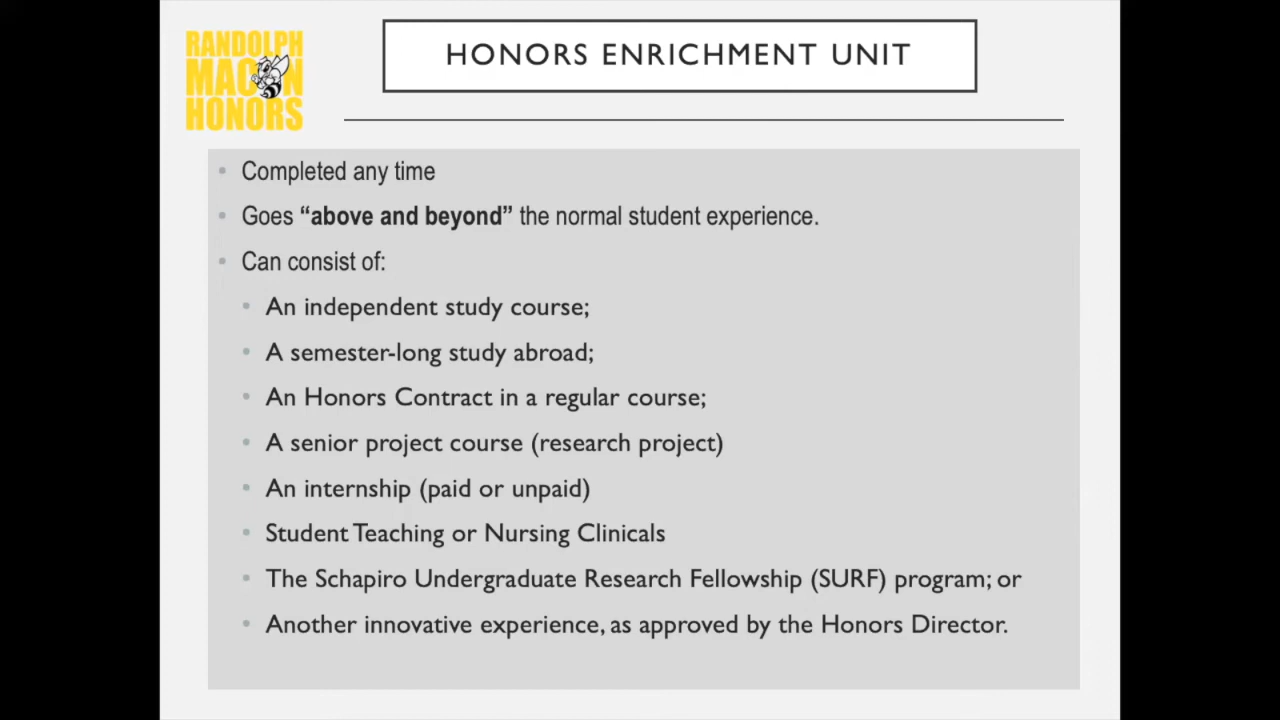 RANDOLPH
MACON
HONORS
HONORS ENRICHMENT UNIT
• Completed any time
• Goes “above and beyond” the normal student experience.
• Can consist of:
• An independent study course;
• A semester-long study abroad;
• An Honors Contract in a regular course;
• A senior project course (research project)
• An internship (paid or unpaid)
• Student Teaching or Nursing Clinicals
• The Schapiro Undergraduate Research Fellowship (SURF) program; or
• Another innovative experience, as approved by the Honors Director.